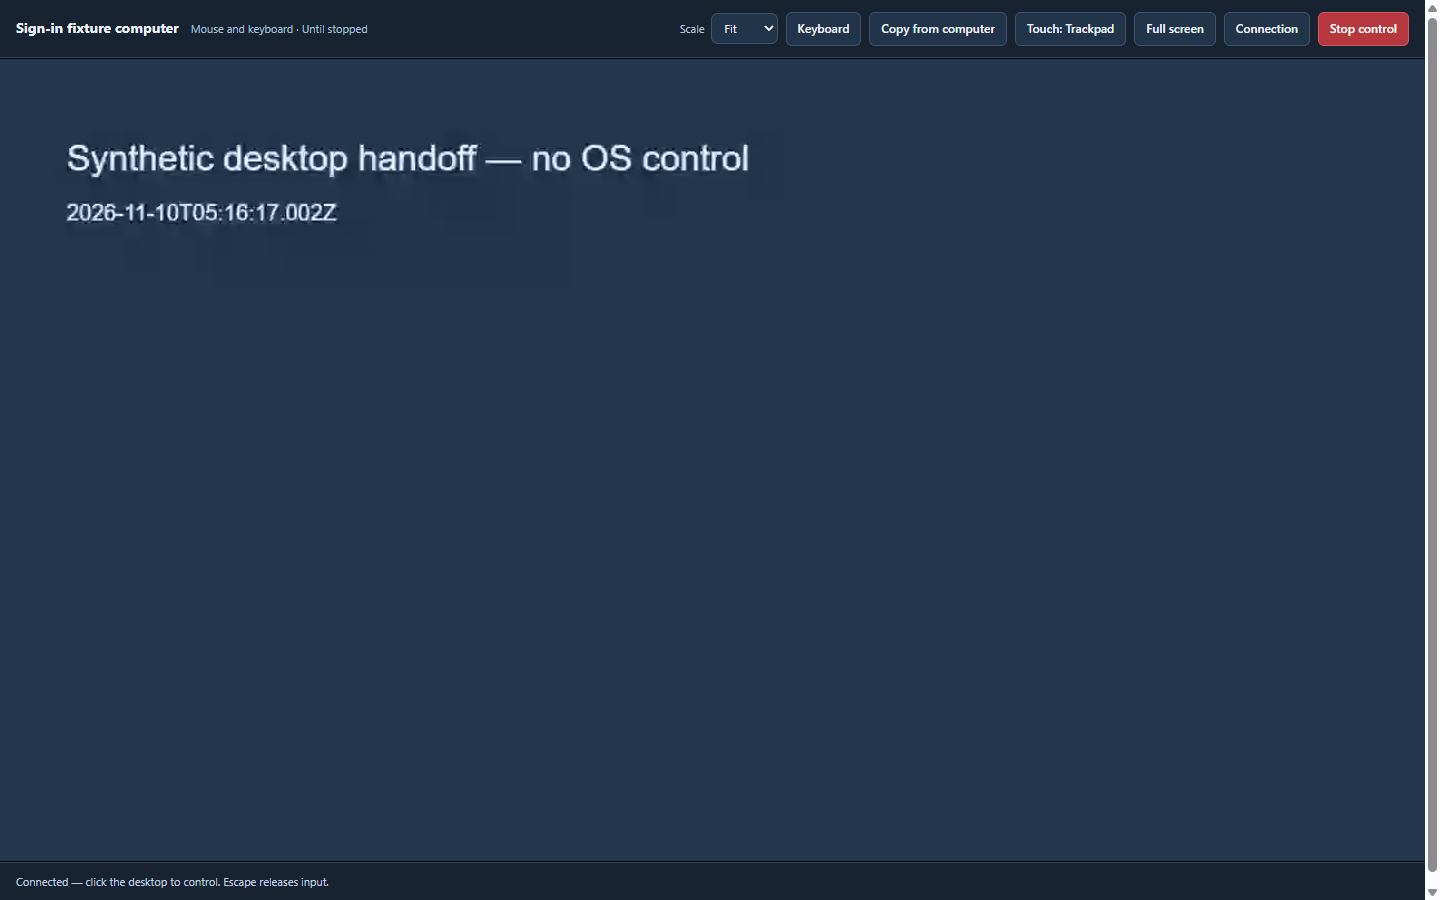 Sign-in fixture computer Mouse and keyboard · Until stopped Scale Fit Keyboard Copy from computer Touch: Trackpad Full screen Connection Stop control
Synthetic desktop handoff — no OS control
2026-11-10T05:16:17.002Z
Connected — click the desktop to control. Escape releases input.